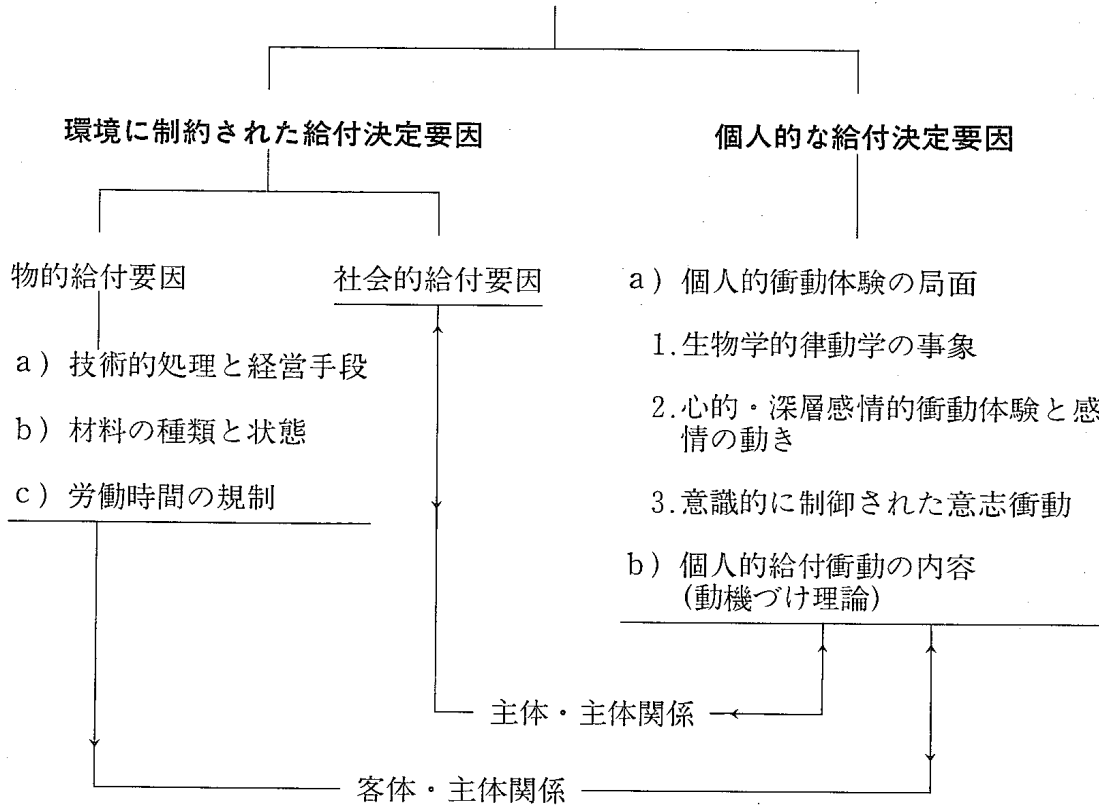 環境に制約された給付決定要因
個人的な給付決定要因
物的給付要因
a) 技術的処理と経営手段
b) 材料の種類と状態
c) 労働時間の規制
社会的給付要因
a) 個人的衝動体験の局面
1.生物学的律動学の事象
2.心的・深層感情的衝動体験と感
情の動き
3.意識的に制御された意志衝動
b) 個人的給付衝動の内容
(動機づけ理論)
主体・主体関係
客体・主体関係